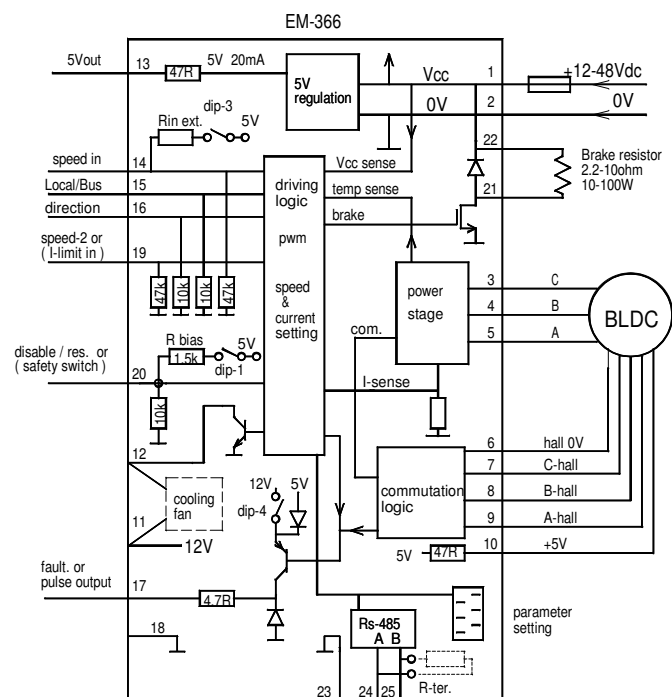 EM-366
5Vout 13 47R 5V 20mA 5V regulation Vcc 1 +12-48Vdc
0V 2 0V
dip-3
Rin ext. 5V
22
Brake resistor
2.2-10ohm
10-100W
speed in 14 Vcc sense
Local/Bus 15 driving logic temp sense 21
direction 16 brake
pwm
speed-2 or
( I-limit in ) 19
47k 10k 10k 47k
speed
&
current
setting
power
stage
3 C
4 B
5 A
BLDC
com.
R bias 5V
disable / res. or
( safety switch ) 20 1.5k dip-1
I-sense
10k
12
6 hall 0V
7 C-hall
cooling
fan
commutation
logic
8 B-hall
9 A-hall
11 12V
12V 5V
dip-4
5V 47R 10 +5V
fault. or
pulse output 17 4.7R
parameter
setting
Rs-485
A B
18
23 24 25 R-ter.